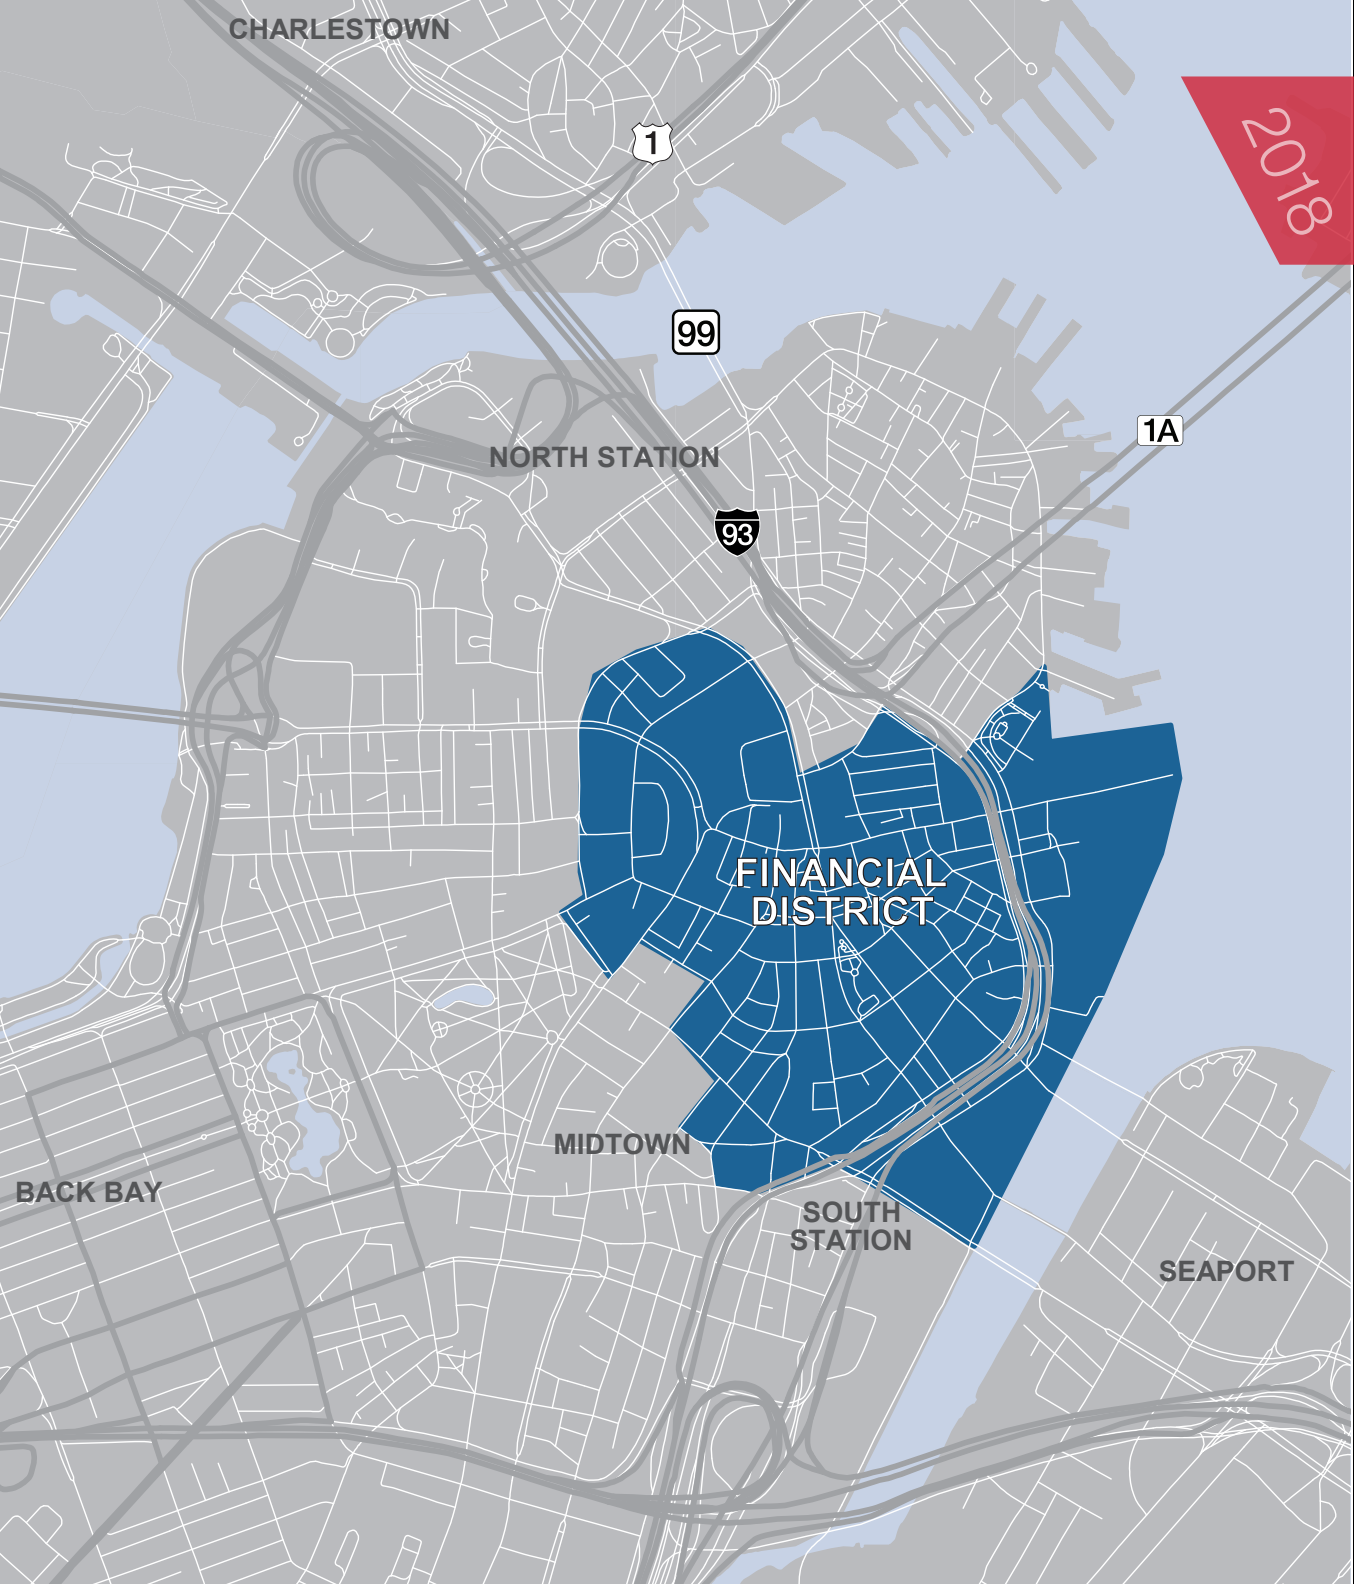 CHARLESTOWN
1
2018
99
1A
NORTH STATION
93
FINANCIAL
DISTRICT
MIDTOWN
BACK BAY
SOUTH
STATION
SEAPORT